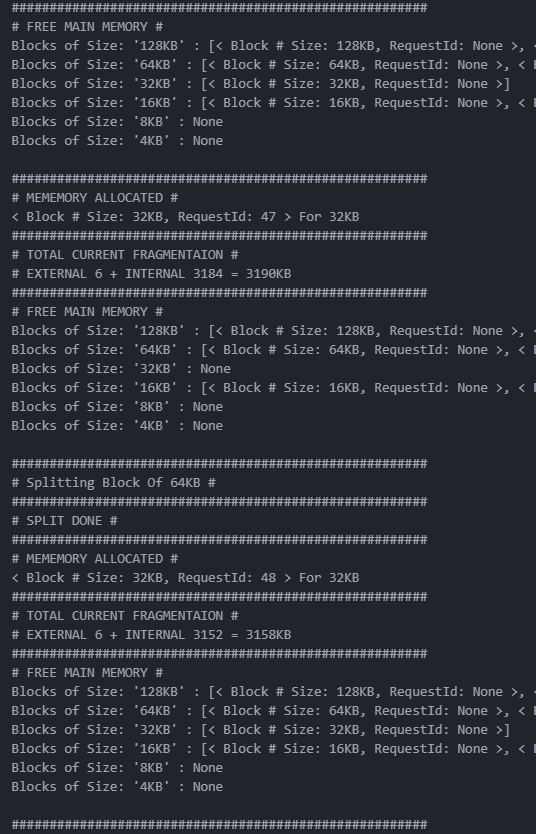 #######################################################
# FREE MAIN MEMORY #
Blocks of Size: '128KB' : [< Block # Size: 128KB, RequestId: None >, <
Blocks of Size: '64KB' : [< Block # Size: 64KB, RequestId: None >, < B
Blocks of Size: '32KB' : [< Block # Size: 32KB, RequestId: None >]
Blocks of Size: '16KB' : [< Block # Size: 16KB, RequestId: None >, < B
Blocks of Size: '8KB' : None
Blocks of Size: '4KB' : None
#######################################################
# MEMEMORY ALLOCATED #
< Block # Size: 32KB, RequestId: 47 > For 32KB
#######################################################
# TOTAL CURRENT FRAGMENTAION #
# EXTERNAL 6 + INTERNAL 3184 = 3190KB
#######################################################
# FREE MAIN MEMORY #
Blocks of Size: '128KB' : [< Block # Size: 128KB, RequestId: None >, <
Blocks of Size: '64KB' : [< Block # Size: 64KB, RequestId: None >, < B
Blocks of Size: '32KB' : None
Blocks of Size: '16KB' : [< Block # Size: 16KB, RequestId: None >, < B
Blocks of Size: '8KB' : None
Blocks of Size: '4KB' : None
#######################################################
# Splitting Block Of 64KB #
#######################################################
# SPLIT DONE #
#######################################################
# MEMEMORY ALLOCATED #
< Block # Size: 32KB, RequestId: 48 > For 32KB
#######################################################
# TOTAL CURRENT FRAGMENTAION #
# EXTERNAL 6 + INTERNAL 3152 = 3158KB
#######################################################
# FREE MAIN MEMORY #
Blocks of Size: '128KB' : [< Block # Size: 128KB, RequestId: None >, <
Blocks of Size: '64KB' : [< Block # Size: 64KB, RequestId: None >, < B
Blocks of Size: '32KB' : [< Block # Size: 32KB, RequestId: None >]
Blocks of Size: '16KB' : [< Block # Size: 16KB, RequestId: None >, < B
Blocks of Size: '8KB' : None
Blocks of Size: '4KB' : None
#######################################################